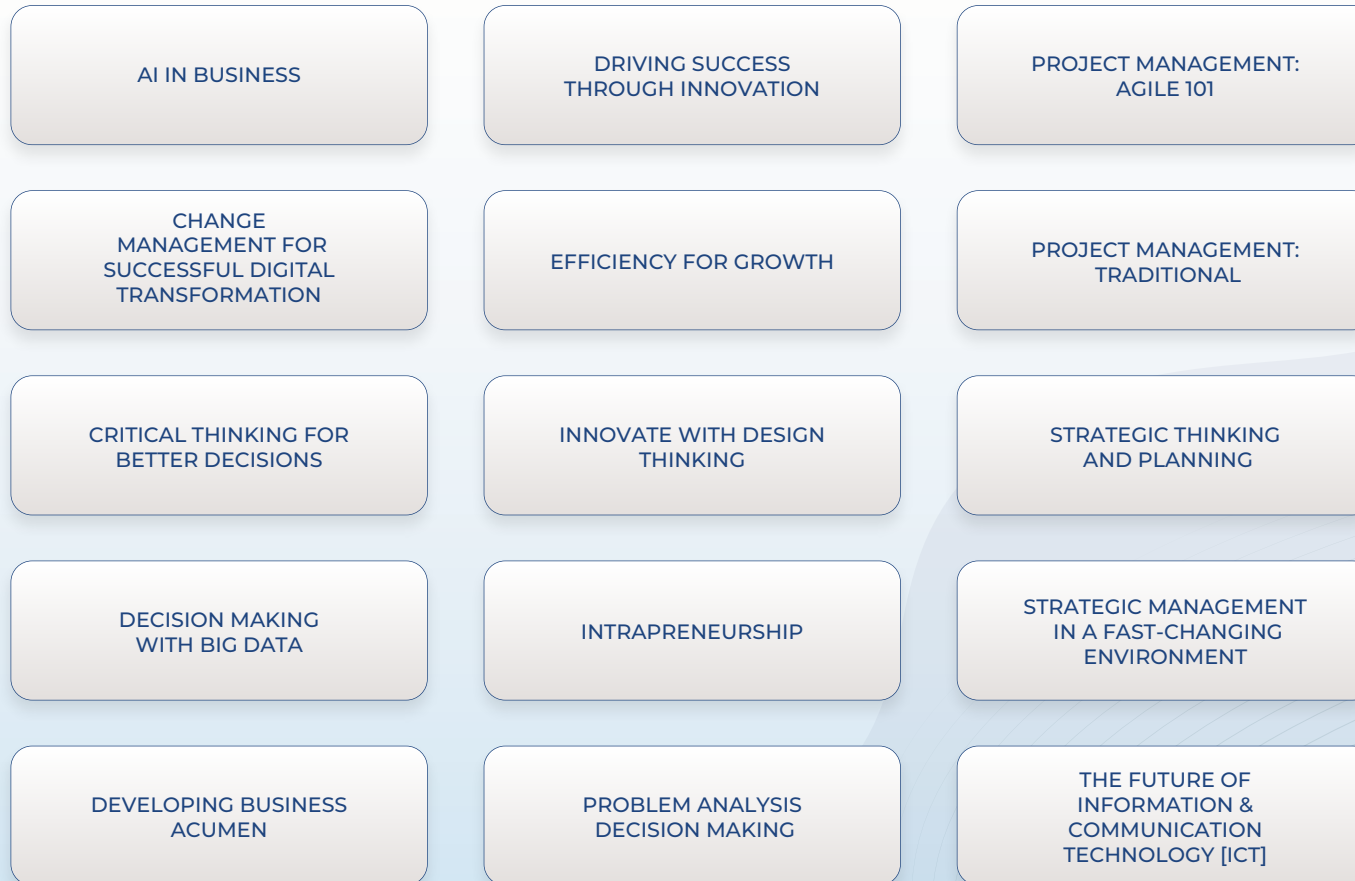 AI IN BUSINESS
DRIVING SUCCESS
THROUGH INNOVATION
PROJECT MANAGEMENT:
AGILE 101
CHANGE
MANAGEMENT FOR
SUCCESSFUL DIGITAL
TRANSFORMATION
EFFICIENCY FOR GROWTH
PROJECT MANAGEMENT:
TRADITIONAL
CRITICAL THINKING FOR
BETTER DECISIONS
INNOVATE WITH DESIGN
THINKING
STRATEGIC THINKING
AND PLANNING
DECISION MAKING
WITH BIG DATA
INTRAPRENEURSHIP
STRATEGIC MANAGEMENT
IN A FAST-CHANGING
ENVIRONMENT
DEVELOPING BUSINESS
ACUMEN
PROBLEM ANALYSIS
DECISION MAKING
THE FUTURE OF
INFORMATION &
COMMUNICATION
TECHNOLOGY [ICT]